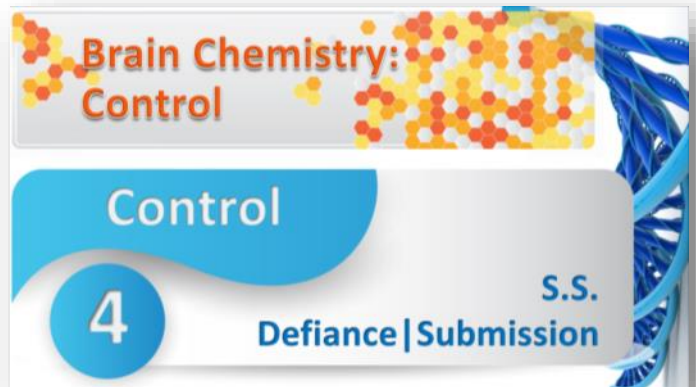 Brain Chemistry:
Control
Control
4
S.S.
Defiance|Submission